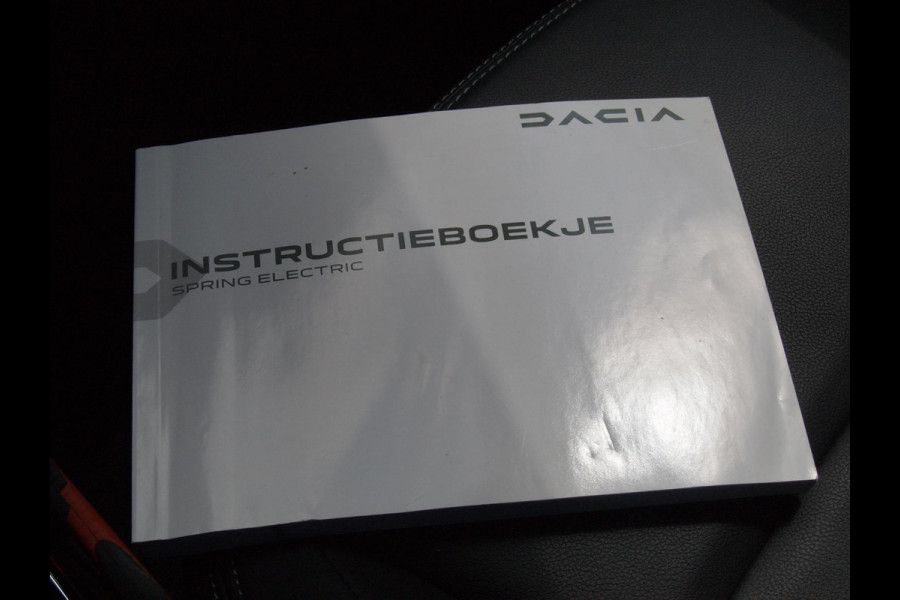 DACIA
INSTRUCTIEBOEKJE
SPRING ELECTRIC